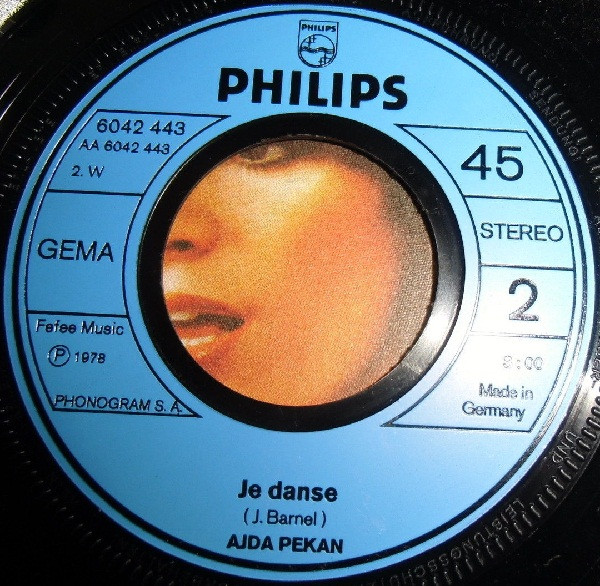 PHILIPS
PHILIPS
6042 443
AA 6042 443
2. W
GEMA
Fafee Music
Ⓟ 1978
PHONOGRAM S. A.
45
STEREO
2
Made in
Germany
Je danse
( J. Barnel )
AJDA PEKAN